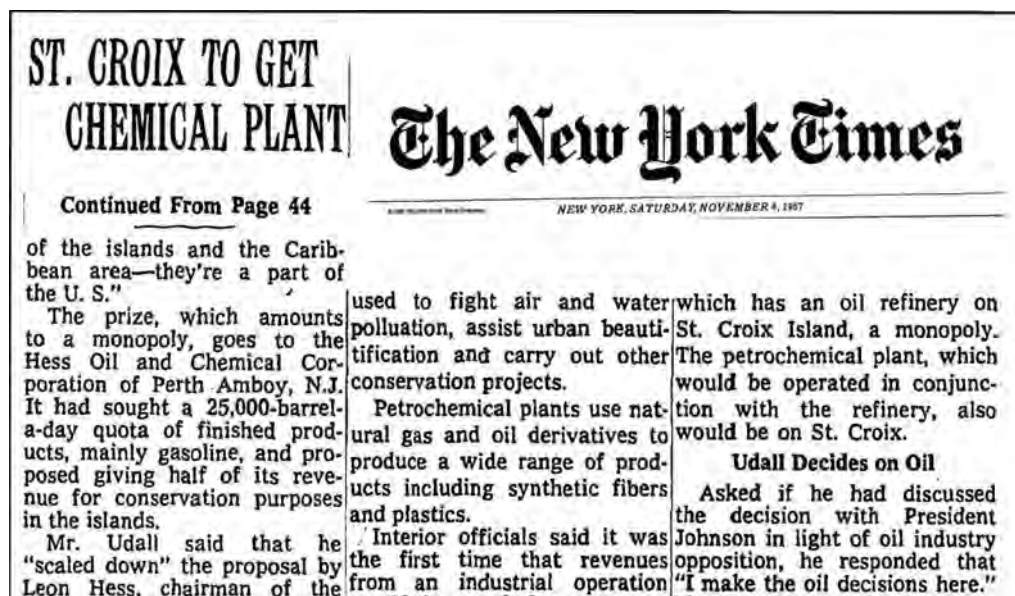 ST. CROIX TO GET
CHEMICAL PLANT
The New York Times
NEW YORK, SATURDAY, NOVEMBER 4, 1967
Continued From Page 44
of the islands and the Carib-
bean area—they're a part of
the U. S."
The prize, which amounts
to a monopoly, goes to the
Hess Oil and Chemical Cor-
poration of Perth Amboy, N.J.
It had sought a 25,000-barrel-
a-day quota of finished prod-
ucts, mainly gasoline, and pro-
posed giving half of its reve-
nue for conservation purposes
in the islands.
Mr. Udall said that he
"scaled down" the proposal by
Leon Hess, chairman of the
used to fight air and water
polluation, assist urban beauti-
tification and carry out other
conservation projects.
Petrochemical plants use nat-
ural gas and oil derivatives to
produce a wide range of prod-
ucts including synthetic fibers
and plastics.
Interior officials said it was
the first time that revenues
from an industrial operation
which has an oil refinery on
St. Croix Island, a monopoly.
The petrochemical plant, which
would be operated in conjunc-
tion with the refinery, also
would be on St. Croix.
Udall Decides on Oil
Asked if he had discussed
the decision with President
Johnson in light of oil industry
opposition, he responded that
"I make the oil decisions here."